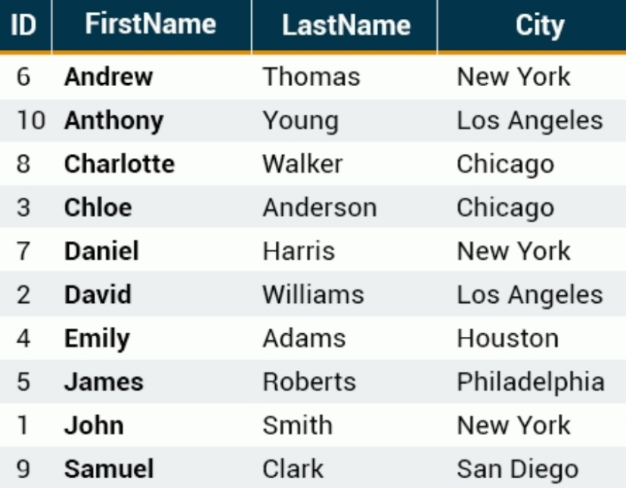 ID FirstName LastName City
6 Andrew Thomas New York
10 Anthony Young Los Angeles
8 Charlotte Walker Chicago
3 Chloe Anderson Chicago
7 Daniel Harris New York
2 David Williams Los Angeles
4 Emily Adams Houston
5 James Roberts Philadelphia
1 John Smith New York
9 Samuel Clark San Diego